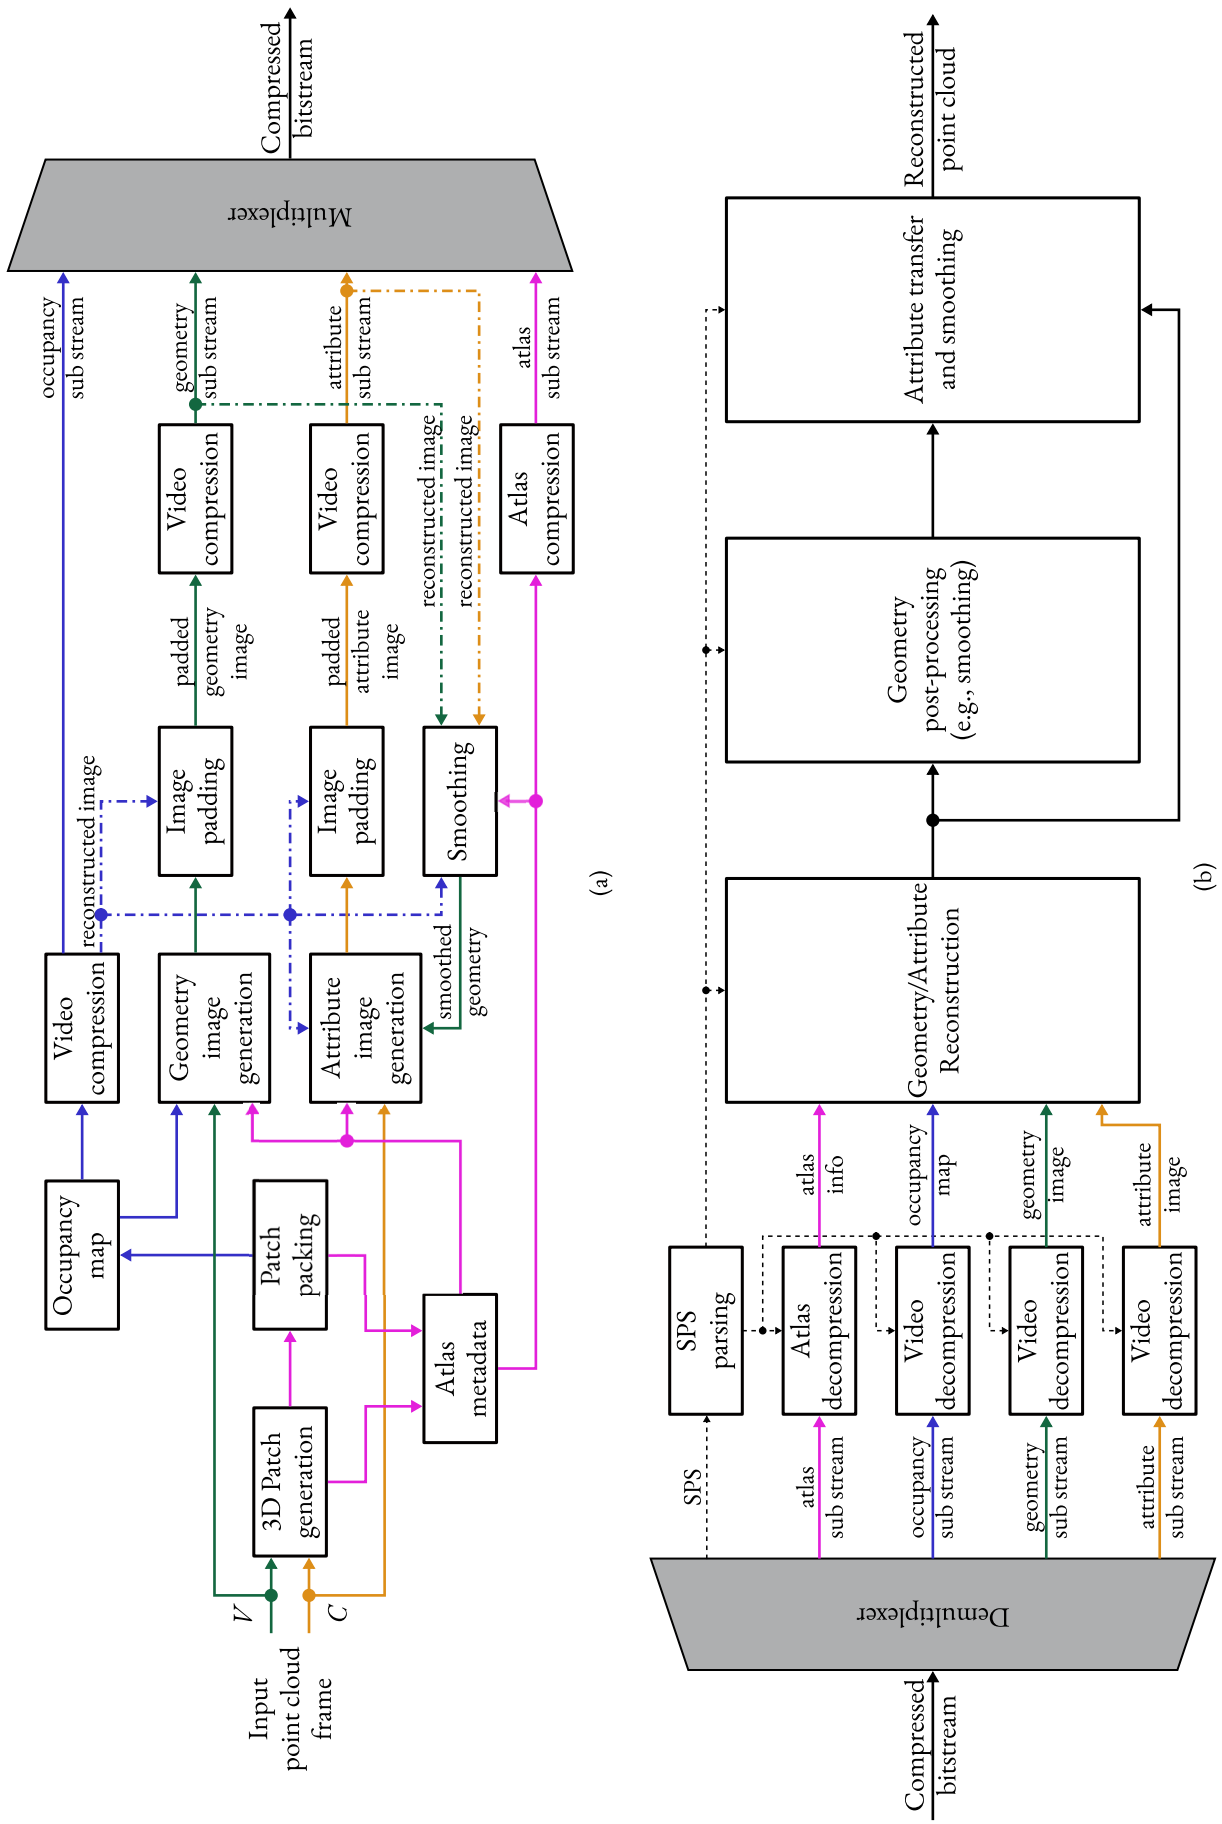 Input
point cloud
frame
V
C
3D Patch
generation
Patch
packing
Occupancy
map
Atlas
metadata
Video
compression
Geometry
image
generation
Attribute
image
generation
reconstructed image
smoothed
geometry
Image
padding
Image
padding
Smoothing
padded
geometry
image
padded
attribute
image
reconstructed image
reconstructed image
Video
compression
Video
compression
Atlas
compression
occupancy
sub stream
geometry
sub stream
attribute
sub stream
atlas
sub stream
Multiplexer
Compressed
bitstream
(a)
Compressed
bitstream
Demultiplexer
SPS
atlas
sub stream
occupancy
sub stream
geometry
sub stream
attribute
sub stream
SPS
parsing
Atlas
decompression
Video
decompression
Video
decompression
Video
decompression
atlas
info
occupancy
map
geometry
image
attribute
image
Geometry/Attribute
Reconstruction
Geometry
post-processing
(e.g., smoothing)
Attribute transfer
and smoothing
Reconstructed
point cloud
(b)